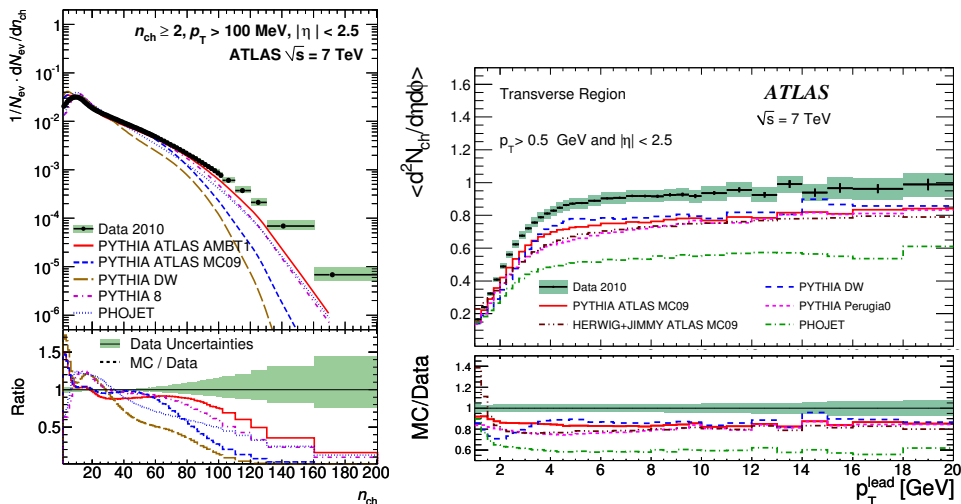 n_ch ≥ 2, p_T > 100 MeV, |η| < 2.5
ATLAS √s = 7 TeV
1/N_ev · dN_ev/dn_ch
1
10⁻¹
10⁻²
10⁻³
10⁻⁴
10⁻⁵
10⁻⁶
Data 2010
PYTHIA ATLAS AMBT1
PYTHIA ATLAS MC09
PYTHIA DW
PYTHIA 8
PHOJET
Ratio
1.5
1
0.5
Data Uncertainties
MC / Data
20 40 60 80 100 120 140 160 180 200
n_ch
<d²N_ch/dηdφ>
1.6
1.4
1.2
1
0.8
0.6
0.4
0.2
Transverse Region
ATLAS
√s = 7 TeV
p_T > 0.5 GeV and |η| < 2.5
Data 2010
PYTHIA ATLAS MC09
HERWIG+JIMMY ATLAS MC09
PYTHIA DW
PYTHIA Perugia0
PHOJET
MC/Data
1.4
1.2
1
0.8
0.6
2 4 6 8 10 12 14 16 18 20
p_T^lead [GeV]